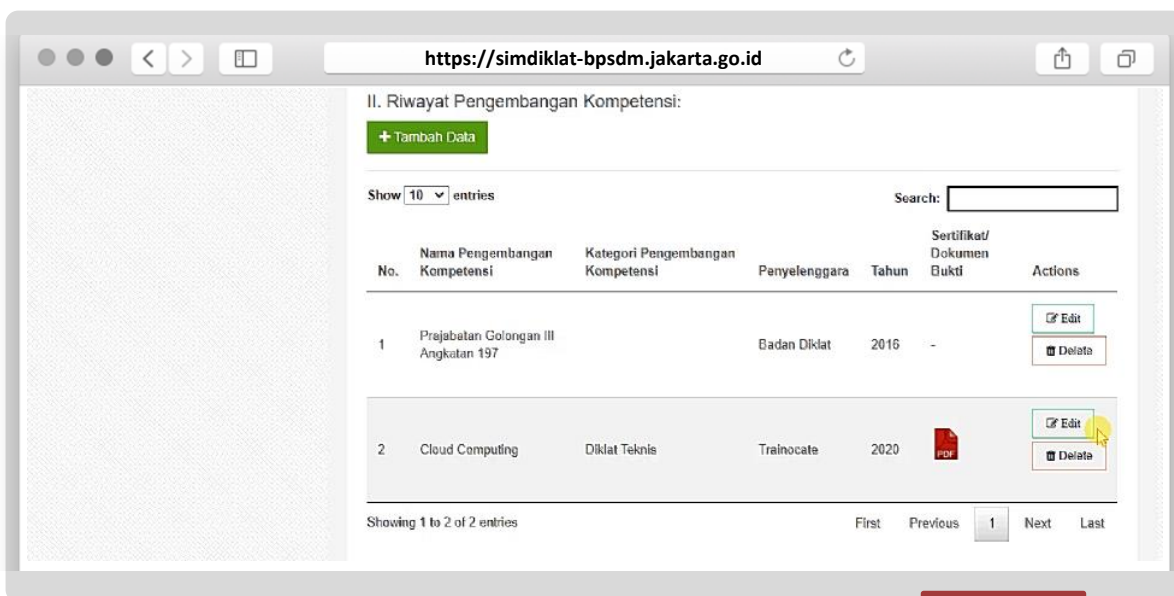 https://simdiklat-bpsdm.jakarta.go.id
II. Riwayat Pengembangan Kompetensi:
+ Tambah Data
Show 10 entries
Search:
No. Nama Pengembangan Kompetensi Kategori Pengembangan Kompetensi Penyelenggara Tahun Sertifikat/ Dokumen Bukti Actions
1 Prajabatan Golongan III Angkatan 197 Badan Diklat 2016 - Edit Delete
2 Cloud Computing Diklat Teknis Trainocate 2020 PDF Edit Delete
Showing 1 to 2 of 2 entries
First Previous 1 Next Last